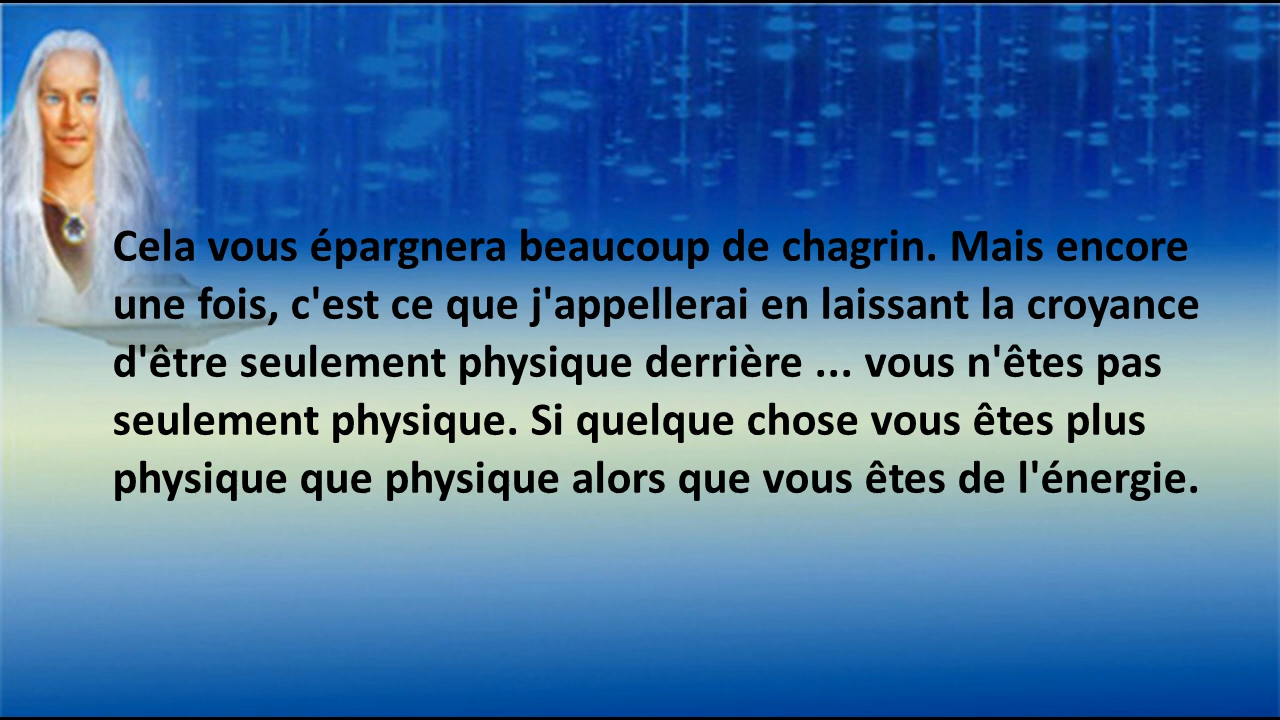 Cela vous épargnera beaucoup de chagrin. Mais encore
une fois, c'est ce que j'appellerai en laissant la croyance
d'être seulement physique derrière ... vous n'êtes pas
seulement physique. Si quelque chose vous êtes plus
physique que physique alors que vous êtes de l'énergie.